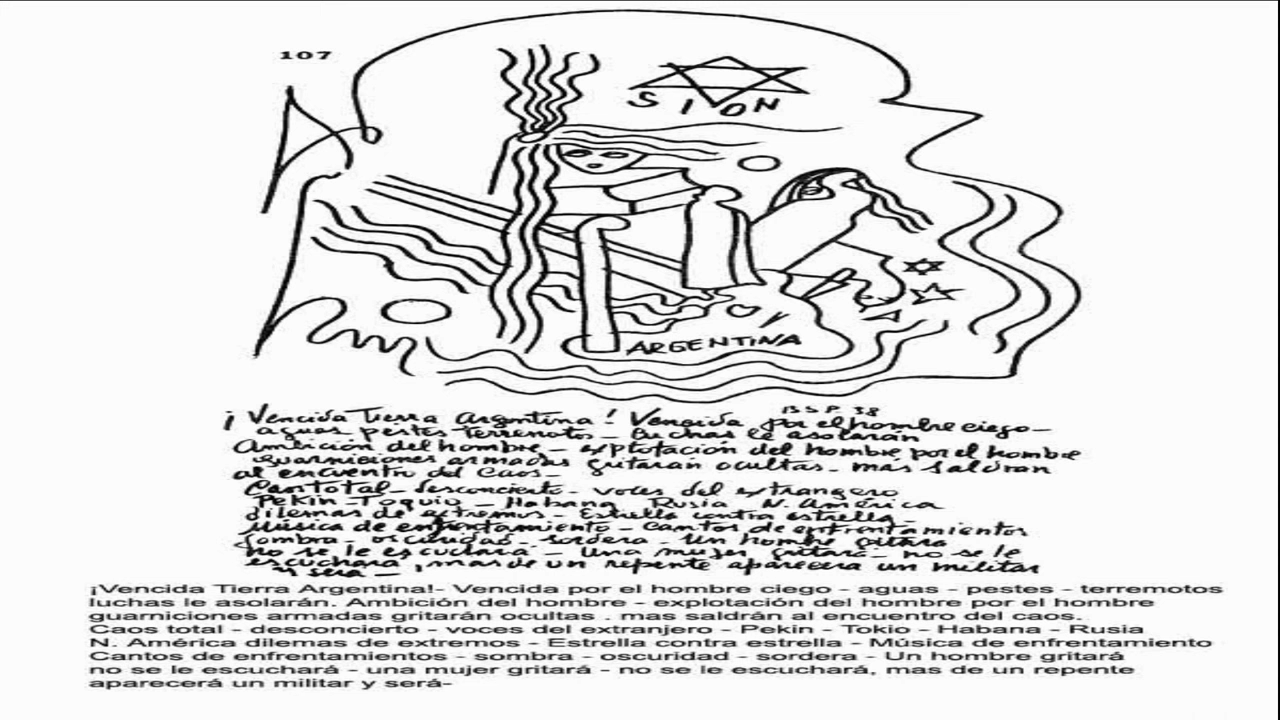 107
SION
ARGENTINA
B S P. 38
¡Vencida Tierra Argentina! Vencida por el hombre ciego—
aguas pestes terremoto— Luchas le asolarán
Ambición del hombre— explotación del hombre por el hombre
guarniciones armadas gritarán ocultas— mas saldrán
al encuentro del Caos—
Caos total— desconcierto— voces del extrangero
Pekin—Toquio—Habana Rusia N. América
dilemas de extremos— Estrella contra estrella—
Música de enfrentamiento— Cantos de enfrentamientos
Sombra— oscuridad— sordera— un hombre gritara
no se le escuchará— una mujer gritará— no se le
escuchará, mas de un repente aparecera un militar
y sera—
¡Vencida Tierra Argentina!- Vencida por el hombre ciego - aguas - pestes - terremotos
luchas le asolarán. Ambición del hombre - explotación del hombre por el hombre
guarniciones armadas gritarán ocultas . mas saldrán al encuentro del caos.
Caos total - desconcierto - voces del extranjero - Pekin - Tokio - Habana - Rusia
N. América dilemas de extremos - Estrella contra estrella - Música de enfrentamiento
Cantos de enfrentamientos - sombra - oscuridad - sordera - Un hombre gritará
no se le escuchará - una mujer gritará - no se le escuchará, mas de un repente
aparecerá un militar y será-